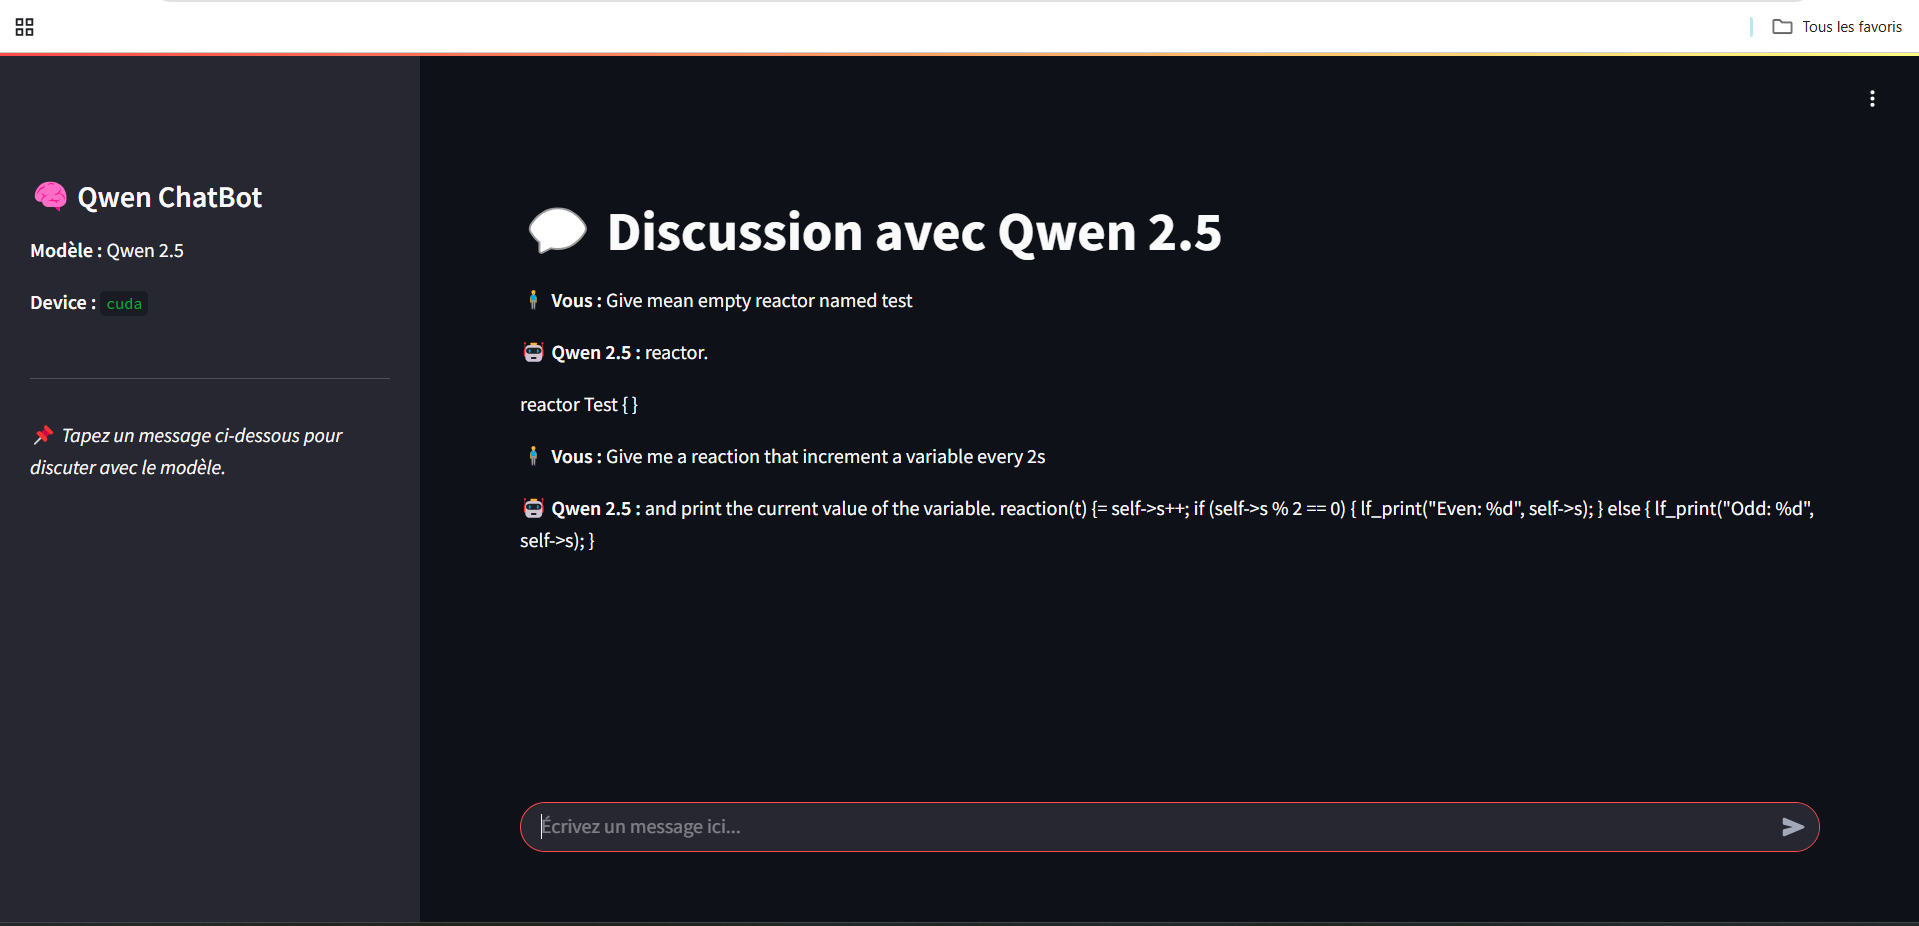 Tous les favoris
Qwen ChatBot
Modèle : Qwen 2.5
Device : cuda
Tapez un message ci-dessous pour
discuter avec le modèle.
Discussion avec Qwen 2.5
Vous : Give mean empty reactor named test
Qwen 2.5 : reactor.
reactor Test { }
Vous : Give me a reaction that increment a variable every 2s
Qwen 2.5 : and print the current value of the variable. reaction(t) {= self->s++; if (self->s % 2 == 0) { lf_print("Even: %d", self->s); } else { lf_print("Odd: %d",
self->s); }
Écrivez un message ici...